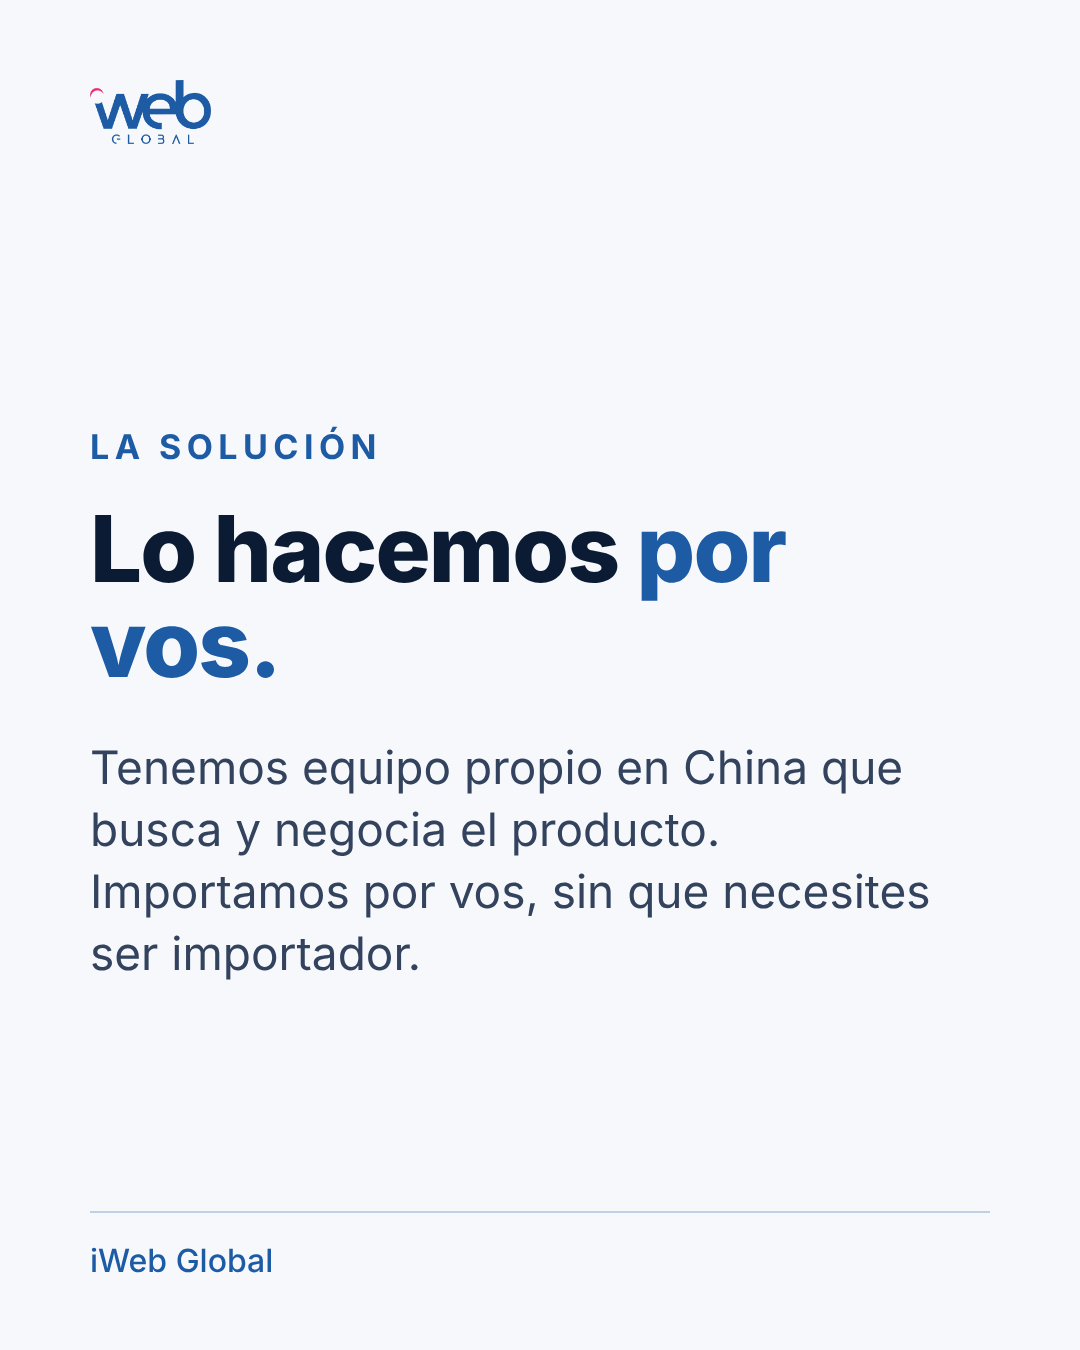 iweb
GLOBAL
LA SOLUCIÓN
Lo hacemos por
vos.
Tenemos equipo propio en China que
busca y negocia el producto.
Importamos por vos, sin que necesites
ser importador.
iWeb Global